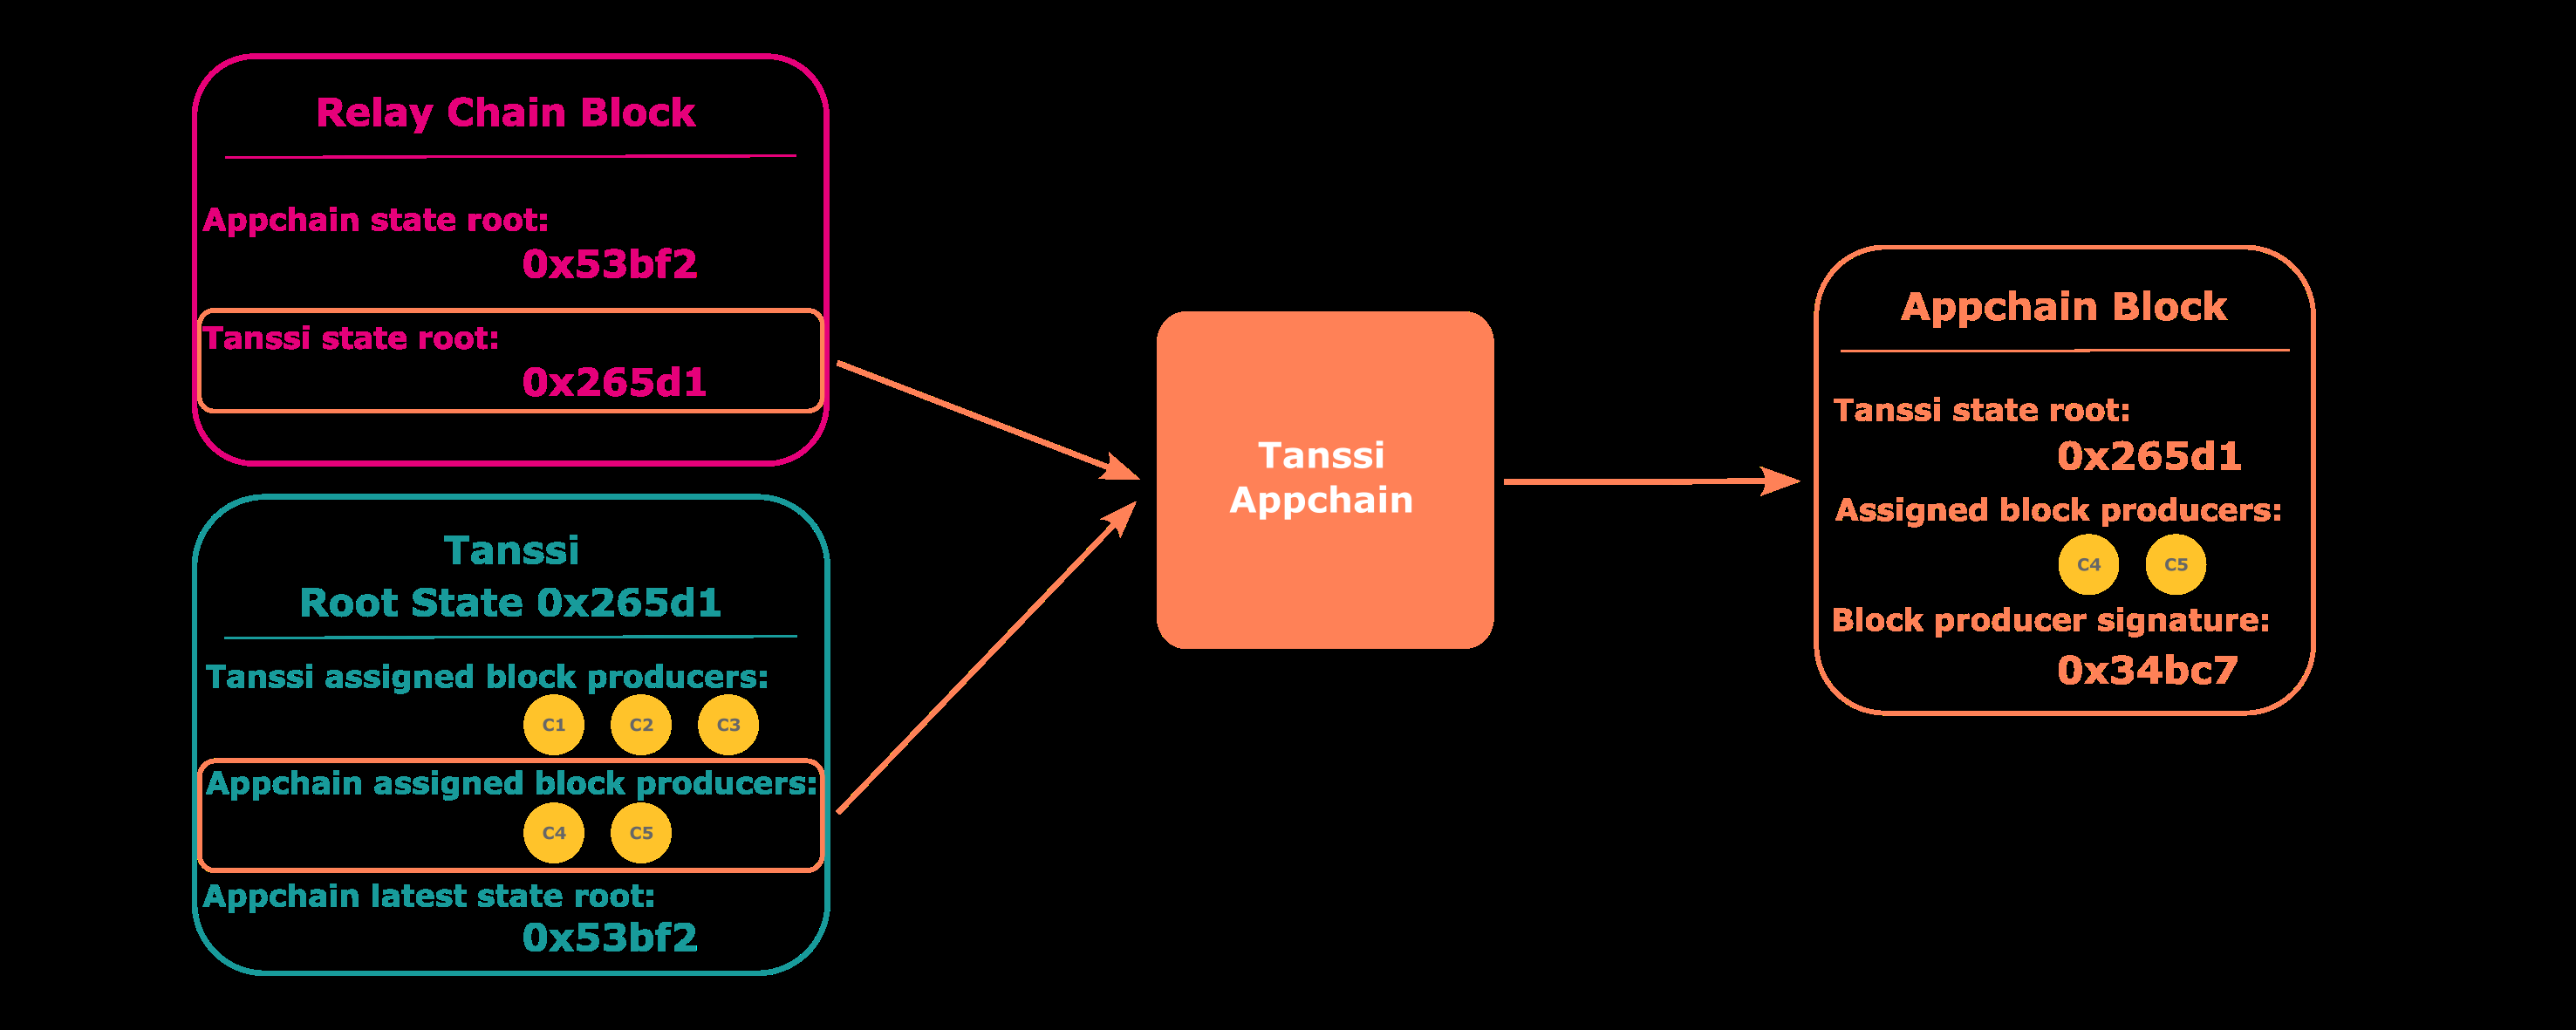 Relay Chain Block
Appchain state root:
0x53bf2
Tanssi state root:
0x265d1
Tanssi
Root State 0x265d1
Tanssi assigned block producers:
C1 C2 C3
Appchain assigned block producers:
C4 C5
Appchain latest state root:
0x53bf2
Tanssi
Appchain
Appchain Block
Tanssi state root:
0x265d1
Assigned block producers:
C4 C5
Block producer signature:
0x34bc7